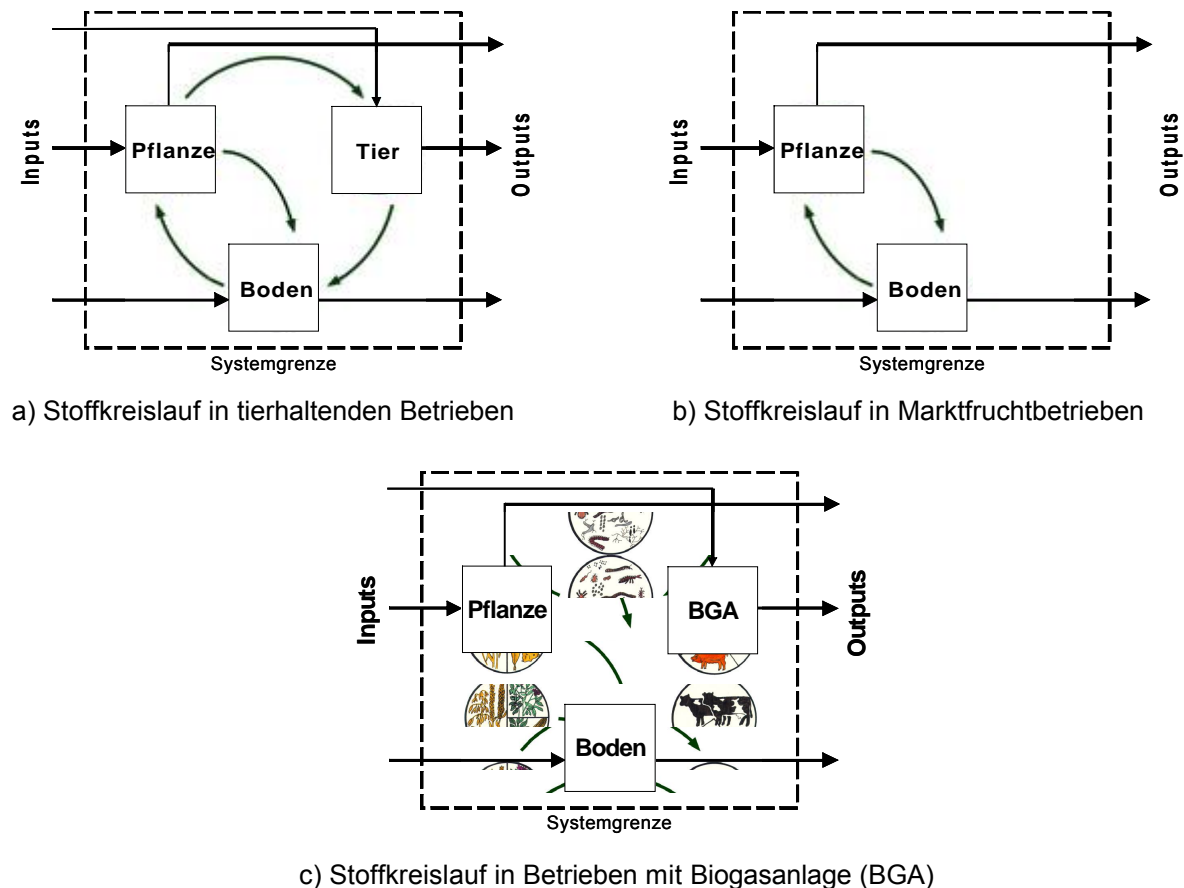 Inputs
Pflanze
Tier
Outputs
Boden
Systemgrenze
a) Stoffkreislauf in tierhaltenden Betrieben
Inputs
Pflanze
Outputs
Boden
Systemgrenze
b) Stoffkreislauf in Marktfruchtbetrieben
Inputs
Pflanze
BGA
Outputs
Boden
Systemgrenze
c) Stoffkreislauf in Betrieben mit Biogasanlage (BGA)